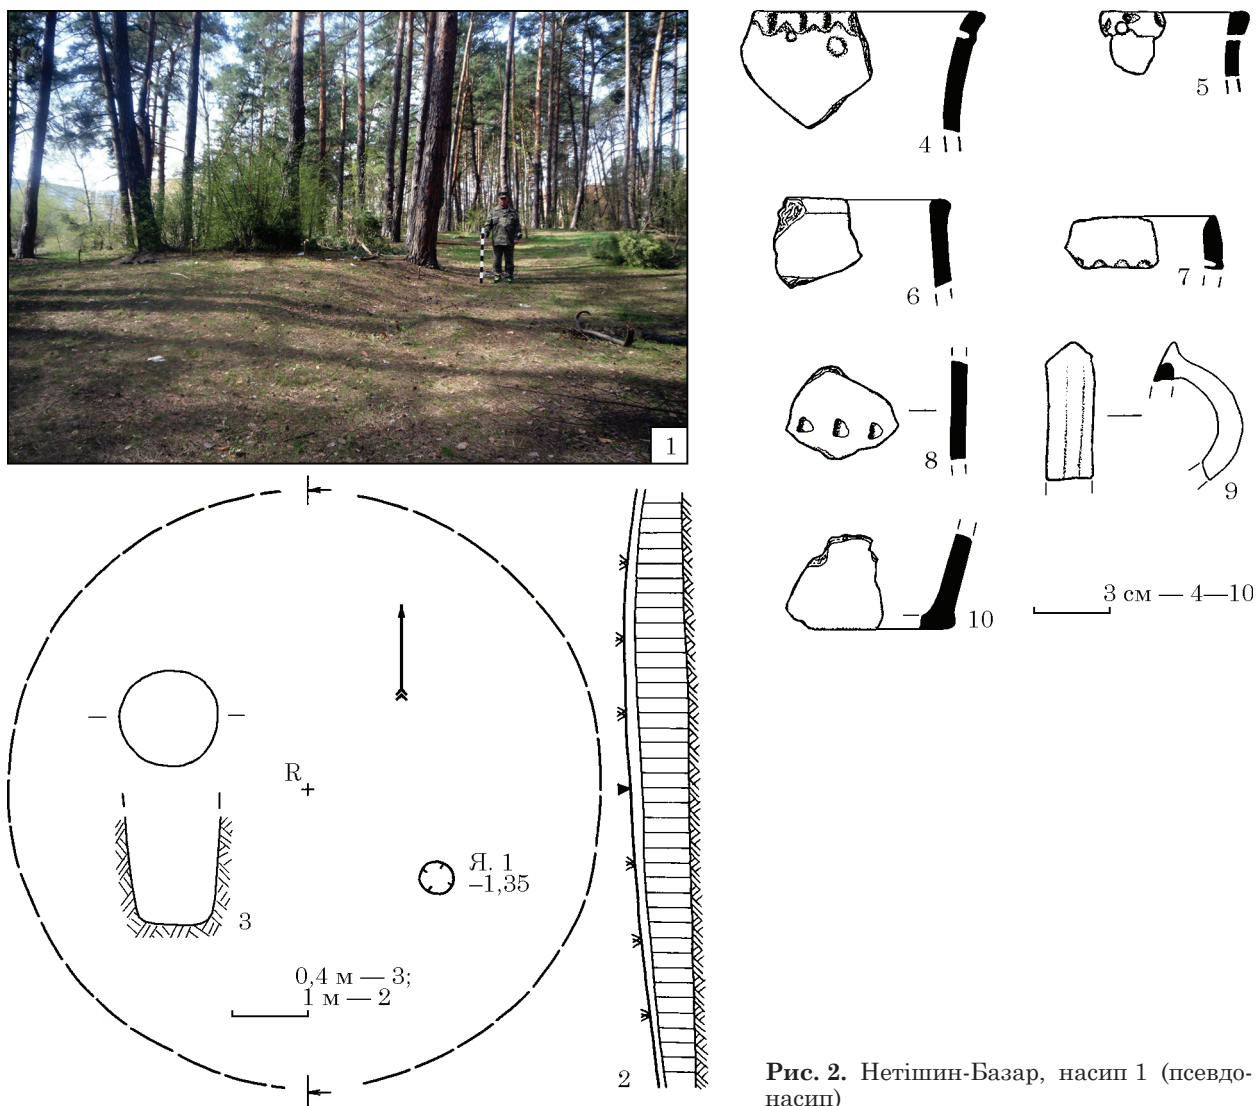 1
4
5
6
7
8
9
10
3 см — 4—10
R
Я. 1
–1,35
3
0,4 м — 3;
1 м — 2
2
Рис. 2. Нетішин-Базар, насип 1 (псевдо-
насип)